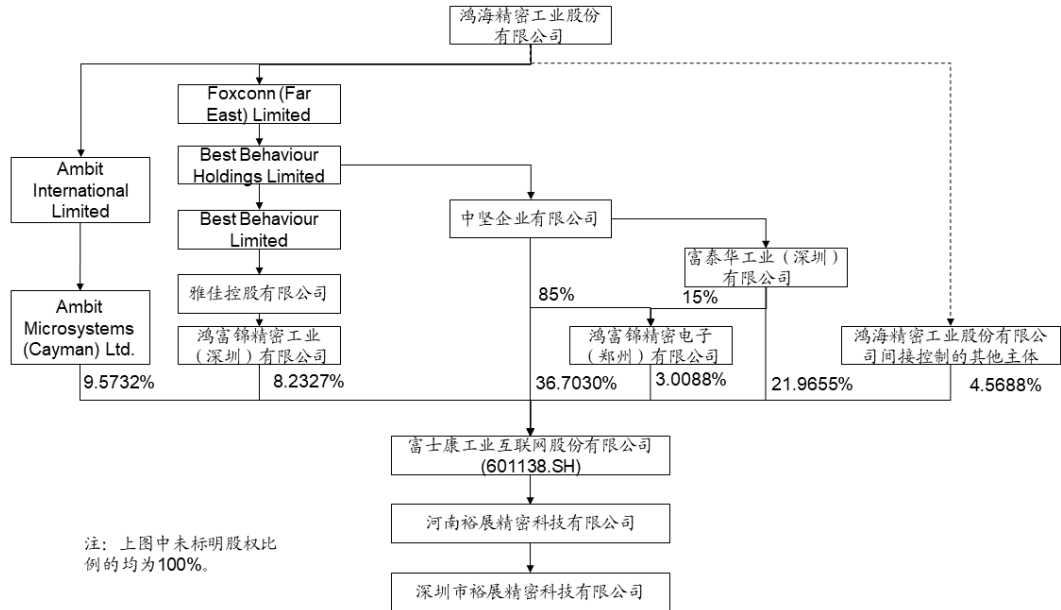 鸿海精密工业股份
有限公司
Foxconn (Far
East) Limited
Best Behaviour
Holdings Limited
Ambit
International
Limited
中坚企业有限公司
Best Behaviour
Limited
富泰华工业（深圳）
有限公司
雅佳控股有限公司
85%
15%
Ambit
Microsystems
(Cayman) Ltd.
鸿富锦精密工业
（深圳）有限公司
鸿富锦精密电子
（郑州）有限公司
鸿海精密工业股份有限公
司间接控制的其他主体
9.5732%
8.2327%
36.7030%
3.0088%
21.9655%
4.5688%
富士康工业互联网股份有限公司
(601138.SH)
河南裕展精密科技有限公司
注：上图中未标明股权比
例的均为100%。
深圳市裕展精密科技有限公司